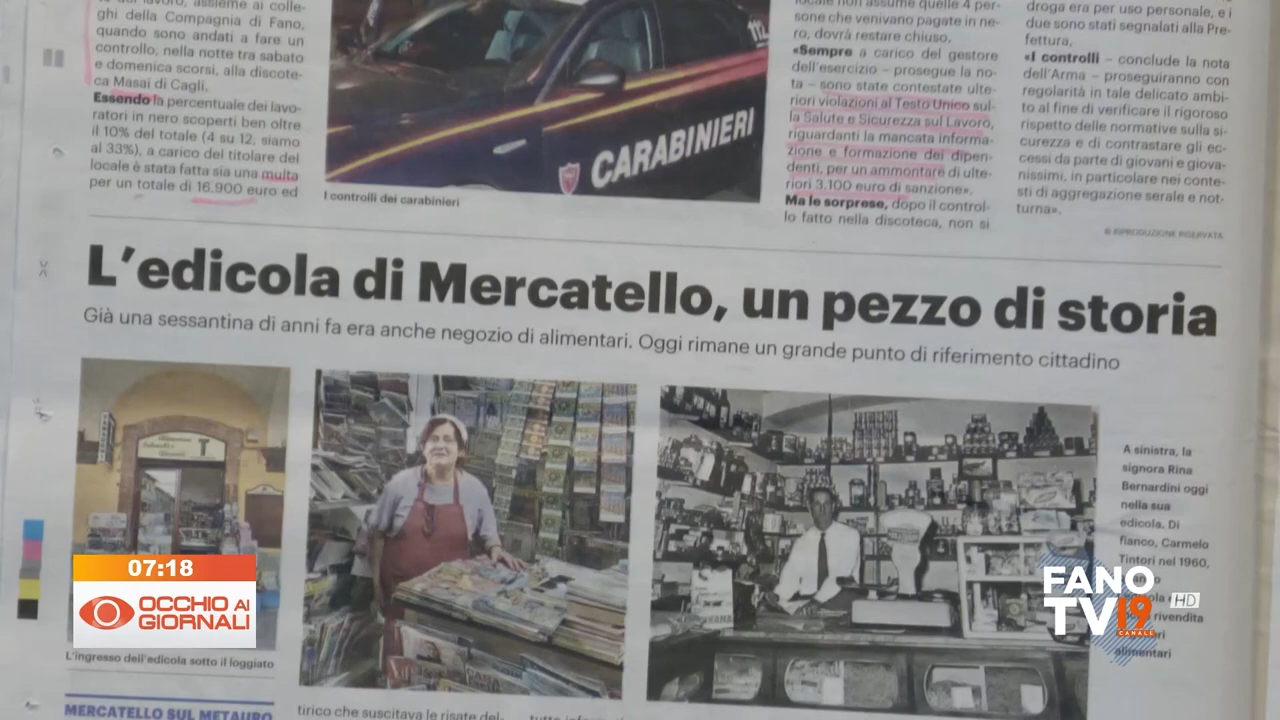 te del lavoro, assieme ai colle-
ghi della Compagnia di Fano,
quando sono andati a fare un
controllo, nella notte tra sabato
e domenica scorsi, alla discote-
ca Masai di Cagli.
Essendo la percentuale dei lavo-
ratori in nero scoperti ben oltre
il 10% del totale (4 su 12, siamo
al 33%), a carico del titolare del
locale è stata fatta sia una multa
per un totale di 16.900 euro ed
112
CARABINIERI
I controlli dei carabinieri
locale non assume quelle 4 per-
sone che venivano pagate in ne-
ro, dovrà restare chiuso.
«Sempre a carico del gestore
dell'esercizio – prosegue la no-
ta – sono state contestate ulte-
riori violazioni al Testo Unico sul-
la Salute e Sicurezza sul Lavoro,
riguardanti la mancata informa-
zione e formazione dei dipen-
denti, per un ammontare di ulte-
riori 3.100 euro di sanzione».
Ma le sorprese, dopo il control-
lo fatto nella discoteca, non si
droga era per uso personale, e i
due sono stati segnalati alla Pre-
fettura,
«I controlli – conclude la nota
dell'Arma – proseguiranno con
regolarità in tale delicato ambi-
to al fine di verificare il rigoroso
rispetto delle normative sulla si-
curezza e di contrastare gli ec-
cessi da parte di giovani e giova-
nissimi, in particolare nei conte-
sti di aggregazione serale e not-
turna».
© RIPRODUZIONE RISERVATA
L'edicola di Mercatello, un pezzo di storia
Già una sessantina di anni fa era anche negozio di alimentari. Oggi rimane un grande punto di riferimento cittadino
T
A sinistra, la
signora Rina
Bernardini oggi
nella sua
edicola. Di
fianco, Carmelo
Tintori nel 1960,
rivendita
alimentari
07:18
OCCHIO AI
GIORNALI
FANO
TV 19 HD
CANALE
L'ingresso dell'edicola sotto il loggiato
MERCATELLO SUL METAURO
tirico che suscitava le risate del-